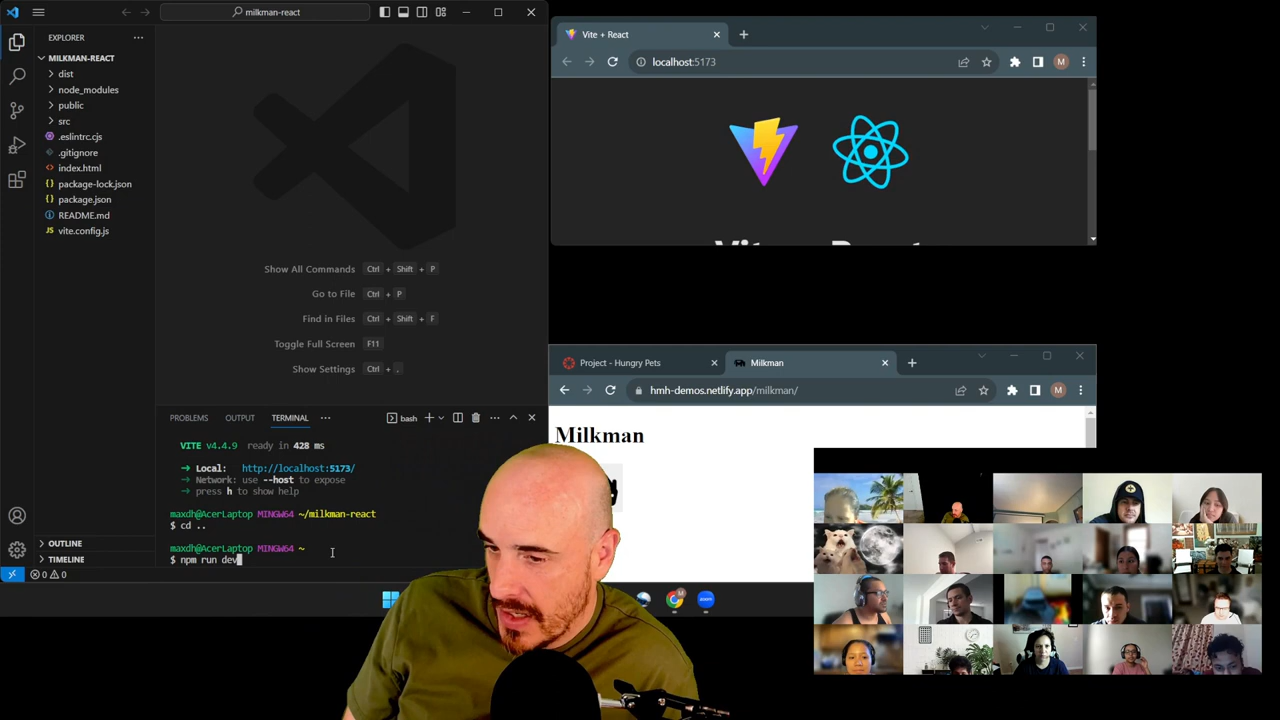 milkman-react
EXPLORER
MILKMAN-REACT
dist
node_modules
public
src
.eslintrc.cjs
.gitignore
index.html
package-lock.json
package.json
README.md
JS vite.config.js
OUTLINE
TIMELINE
Show All Commands Ctrl + Shift + P
Go to File Ctrl + P
Find in Files Ctrl + Shift + F
Toggle Full Screen F11
Show Settings Ctrl + ,
PROBLEMS OUTPUT TERMINAL bash
VITE v4.4.9 ready in 428 ms
➜ Local: http://localhost:5173/
➜ Network: use --host to expose
➜ press h to show help
maxdh@AcerLaptop MINGW64 ~/milkman-react
$ cd ..
maxdh@AcerLaptop MINGW64 ~
$ npm run dev
0 0
Vite + React
localhost:5173
M
Project - Hungry Pets
Milkman
hmh-demos.netlify.app/milkman/
M
Milkman
zoom